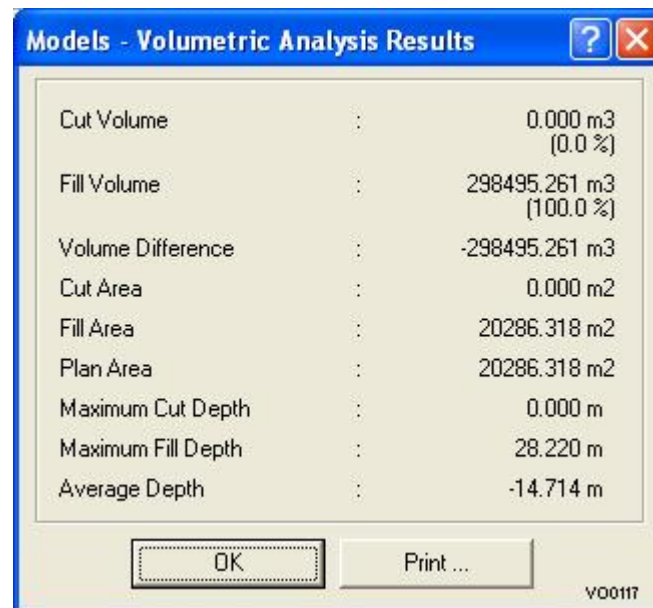 Models - Volumetric Analysis Results ? X
Cut Volume : 0.000 m3
(0.0 %)
Fill Volume : 298495.261 m3
(100.0 %)
Volume Difference : -298495.261 m3
Cut Area : 0.000 m2
Fill Area : 20286.318 m2
Plan Area : 20286.318 m2
Maximum Cut Depth : 0.000 m
Maximum Fill Depth : 28.220 m
Average Depth : -14.714 m
OK Print ...
VO0117